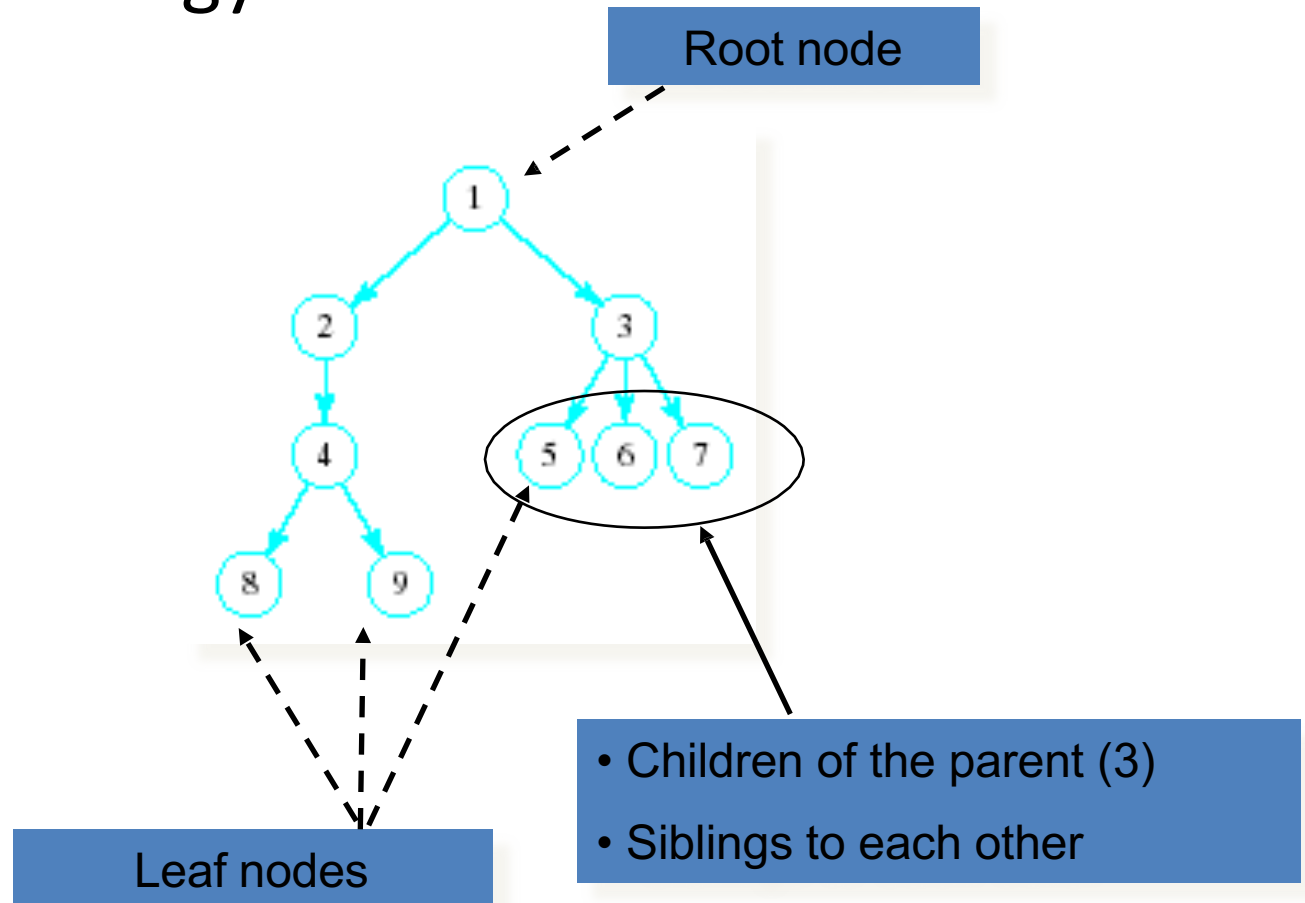 Root node
1
2
3
4
5
6
7
8
9
• Children of the parent (3)
• Siblings to each other
Leaf nodes